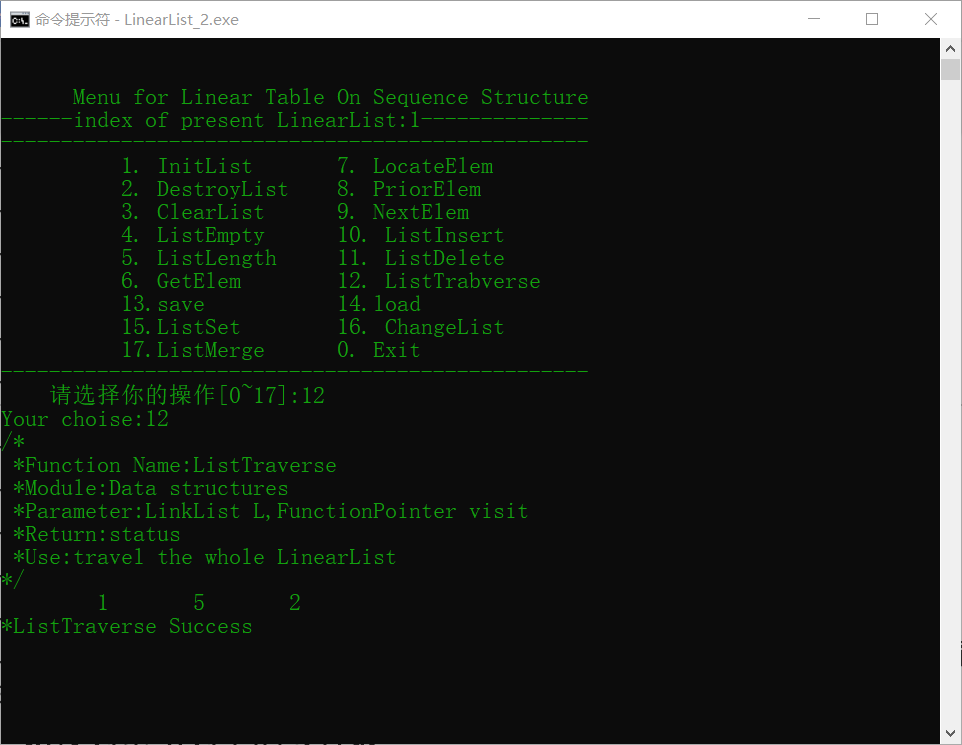 命令提示符 - LinearList_2.exe
Menu for Linear Table On Sequence Structure
------index of present LinearList:1--------------
-------------------------------------------------
1. InitList 7. LocateElem
2. DestroyList 8. PriorElem
3. ClearList 9. NextElem
4. ListEmpty 10. ListInsert
5. ListLength 11. ListDelete
6. GetElem 12. ListTrabverse
13.save 14.load
15.ListSet 16. ChangeList
17.ListMerge 0. Exit
-------------------------------------------------
请选择你的操作[0~17]:12
Your choise:12
/*
*Function Name:ListTraverse
*Module:Data structures
*Parameter:LinkList L,FunctionPointer visit
*Return:status
*Use:travel the whole LinearList
*/
1 5 2
*ListTraverse Success